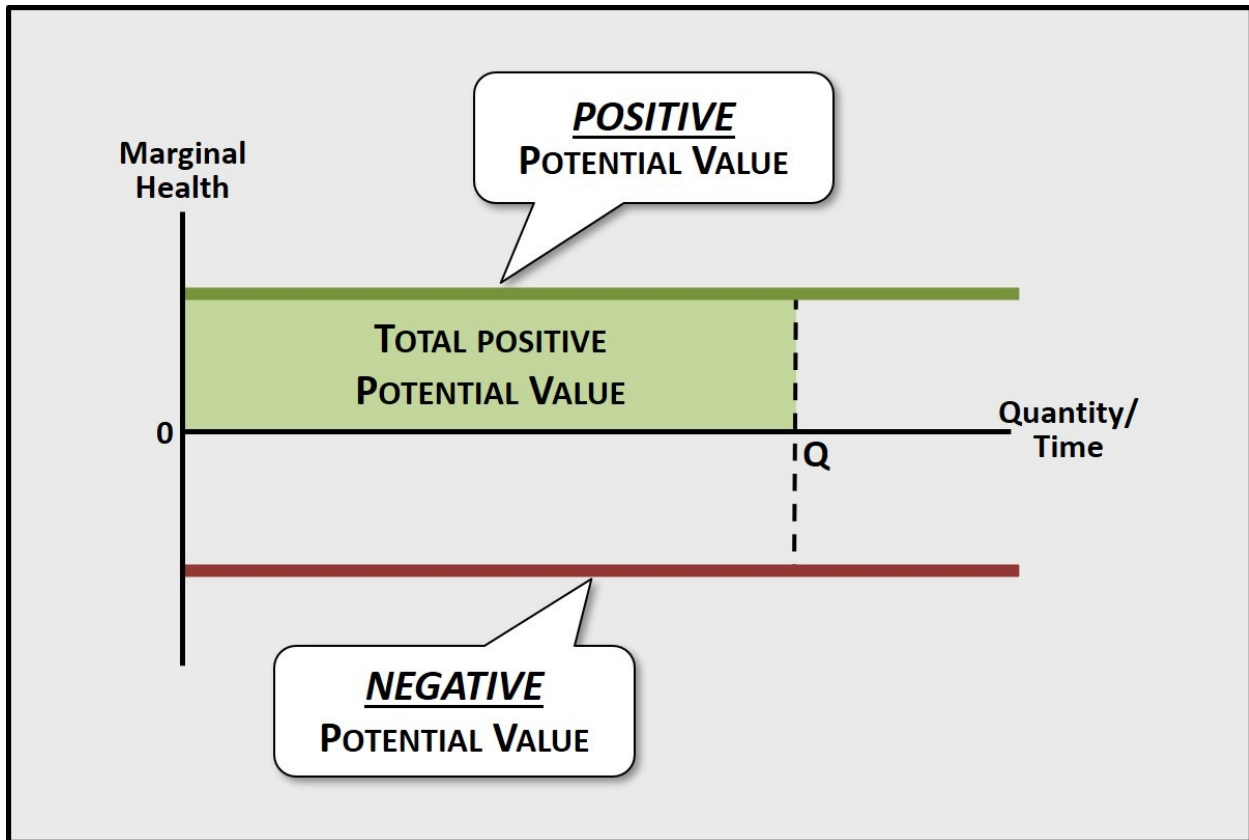 POSITIVE
POTENTIAL VALUE
Marginal
Health
TOTAL POSITIVE
POTENTIAL VALUE
0
Quantity/
Time
Q
NEGATIVE
POTENTIAL VALUE